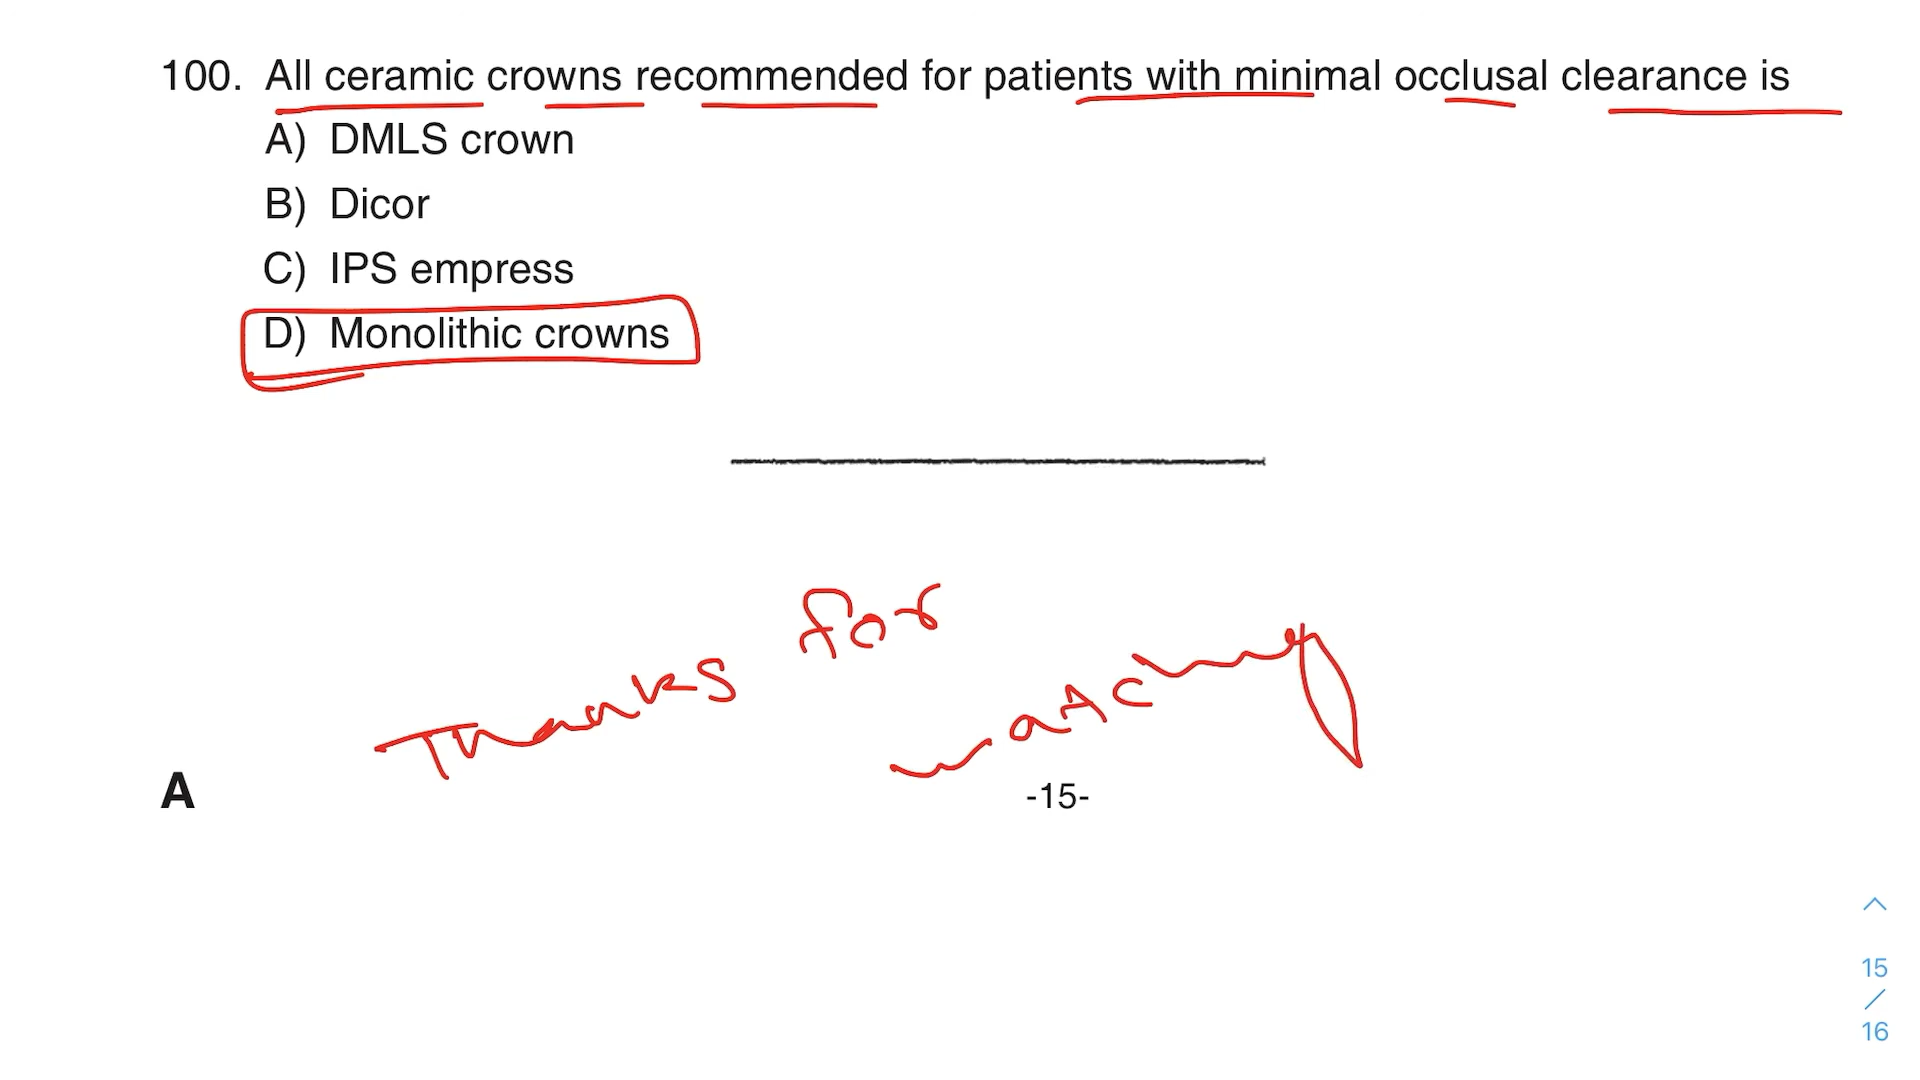 100. All ceramic crowns recommended for patients with minimal occlusal clearance is
A) DMLS crown
B) Dicor
C) IPS empress
D) Monolithic crowns
Thanks for
A
-15-
15
/
16